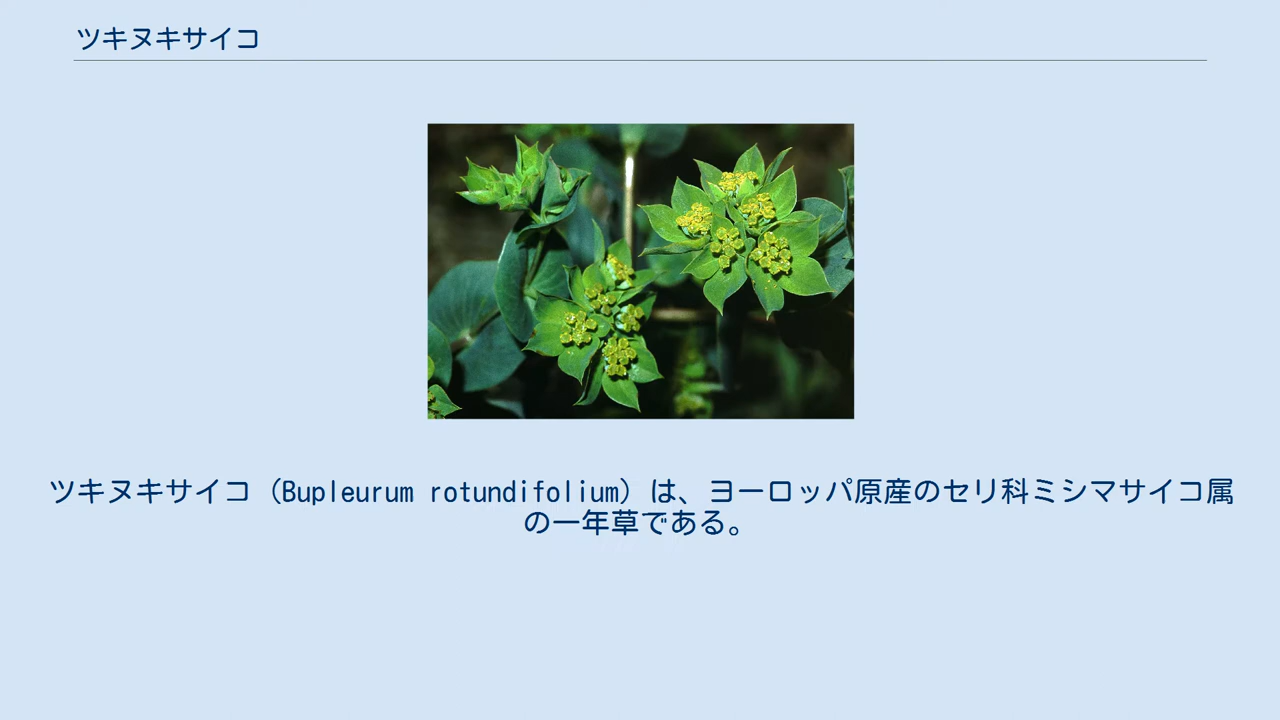 ツキヌキサイコ
ツキヌキサイコ（Bupleurum rotundifolium）は、ヨーロッパ原産のセリ科ミシマサイコ属
の一年草である。